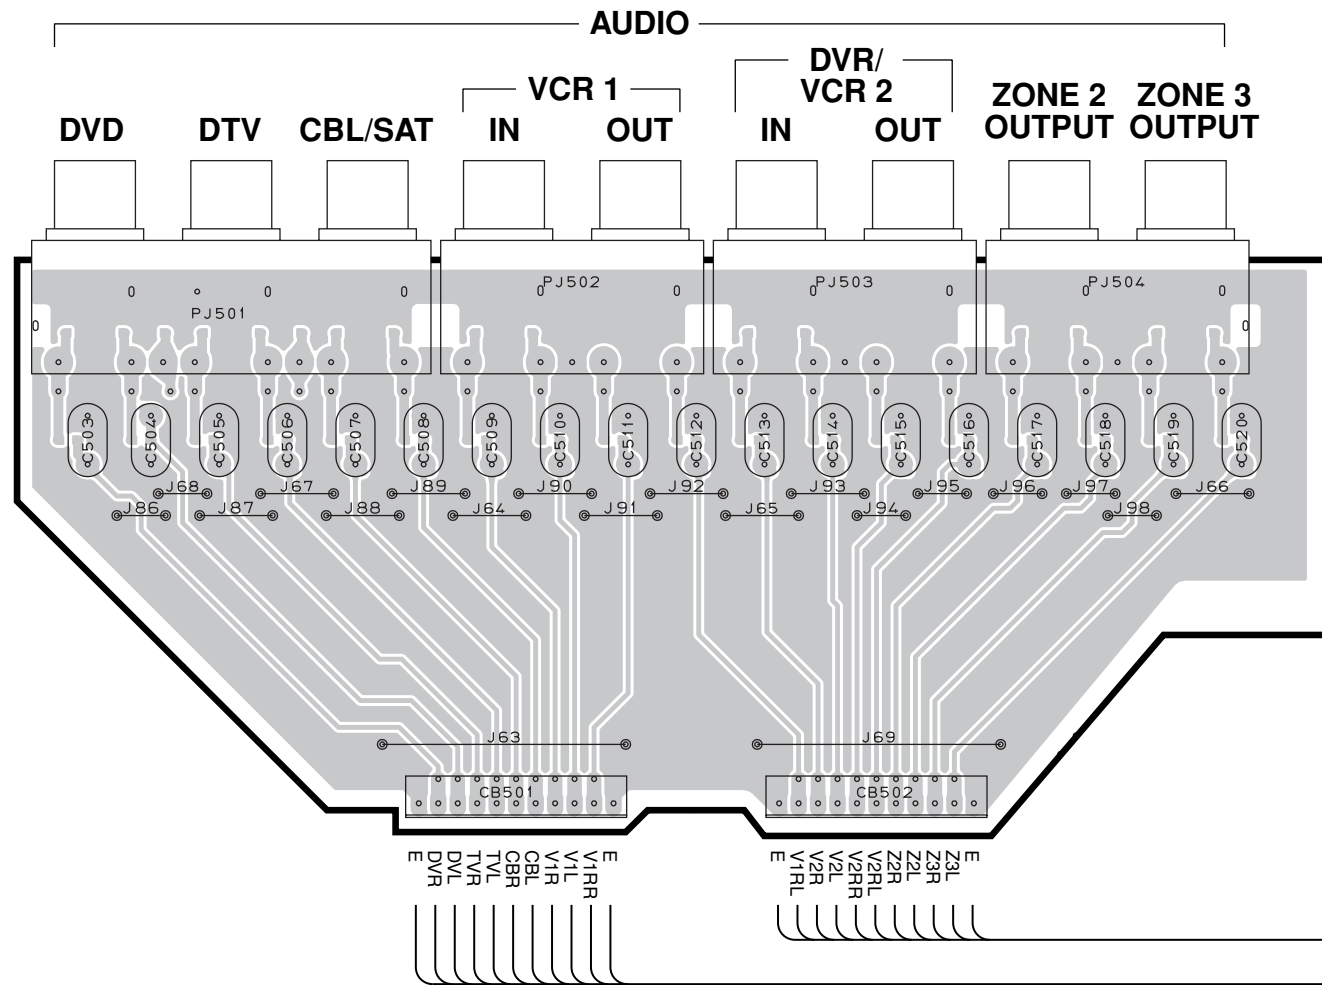 AUDIO
VCR 1
DVR/
VCR 2
DVD
DTV
CBL/SAT
IN
OUT
IN
OUT
ZONE 2
OUTPUT
ZONE 3
OUTPUT
PJ501
PJ502
PJ503
PJ504
C503
C504
C505
C506
C507
C508
C509
C510
C511
C512
C513
C514
C515
C516
C517
C518
C519
C520
J68
J67
J89
J90
J92
J93
J95
J96
J97
J66
J86
J87
J88
J64
J91
J65
J94
J98
J63
J69
CB501
CB502
E
DVR
DVL
TVR
TVL
CBR
CBL
V1R
V1L
V1RR
E
E
V1RL
V2R
V2L
V2RR
V2RL
Z2R
Z2L
Z3R
Z3L
E